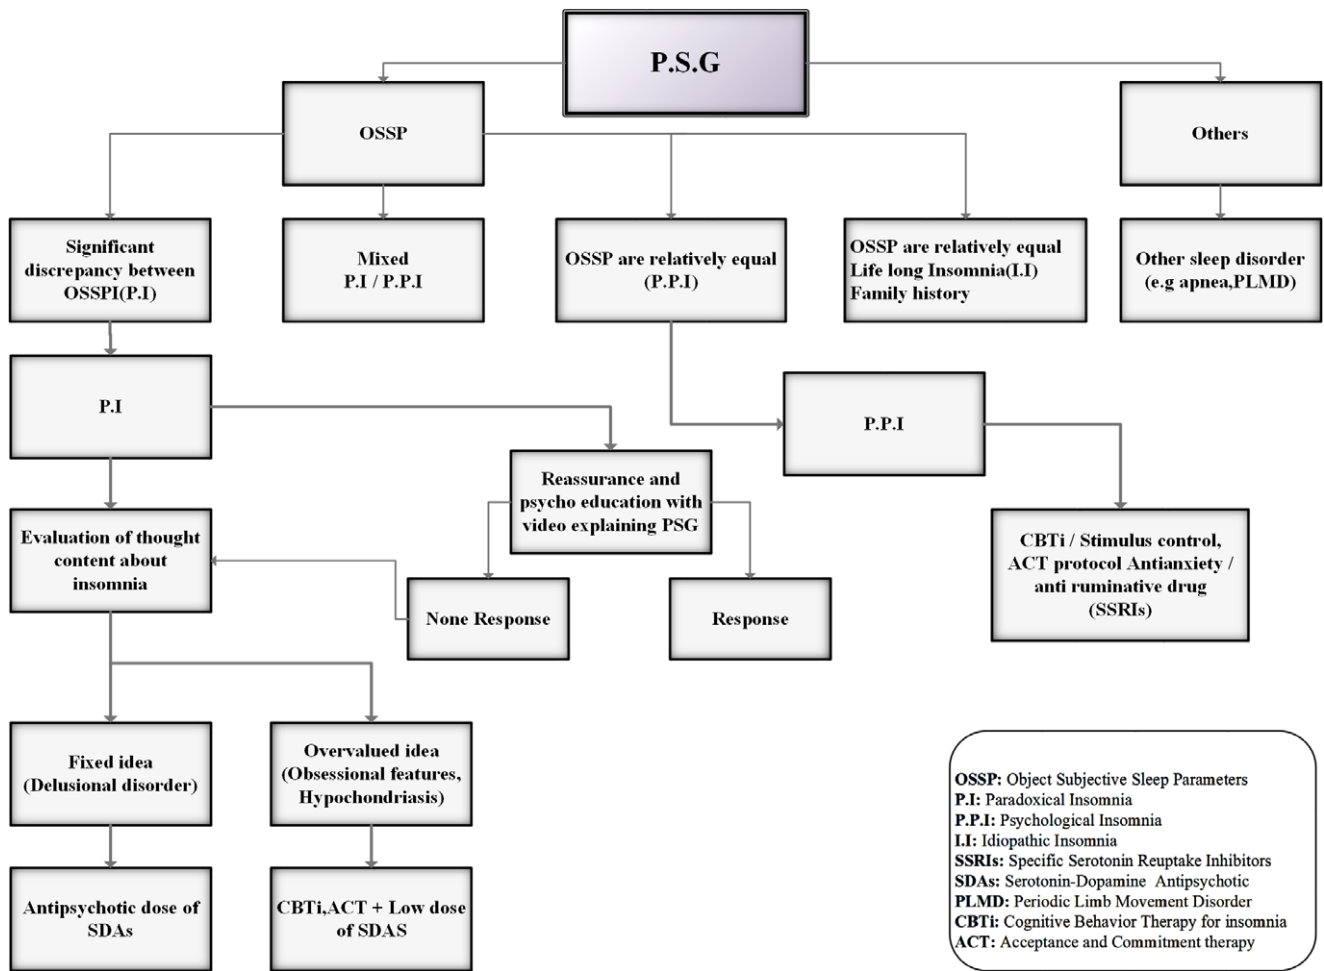 P.S.G
OSSP
Others
Significant
discrepancy between
OSSPI(P.I)
Mixed
P.I / P.P.I
OSSP are relatively equal
(P.P.I)
OSSP are relatively equal
Life long Insomnia(I.I)
Family history
Other sleep disorder
(e.g apnea,PLMD)
P.I
P.P.I
Reassurance and
psycho education with
video explaining PSG
Evaluation of thought
content about
insomnia
CBTi / Stimulus control,
ACT protocol Antianxiety /
anti ruminative drug
(SSRIs)
None Response
Response
Fixed idea
(Delusional disorder)
Overvalued idea
(Obsessional features,
Hypochondriasis)
Antipsychotic dose of
SDAs
CBTi,ACT + Low dose
of SDAS
OSSP: Object Subjective Sleep Parameters
P.I: Paradoxical Insomnia
P.P.I: Psychological Insomnia
I.I: Idiopathic Insomnia
SSRIs: Specific Serotonin Reuptake Inhibitors
SDAs: Serotonin-Dopamine Antipsychotic
PLMD: Periodic Limb Movement Disorder
CBTi: Cognitive Behavior Therapy for insomnia
ACT: Acceptance and Commitment therapy